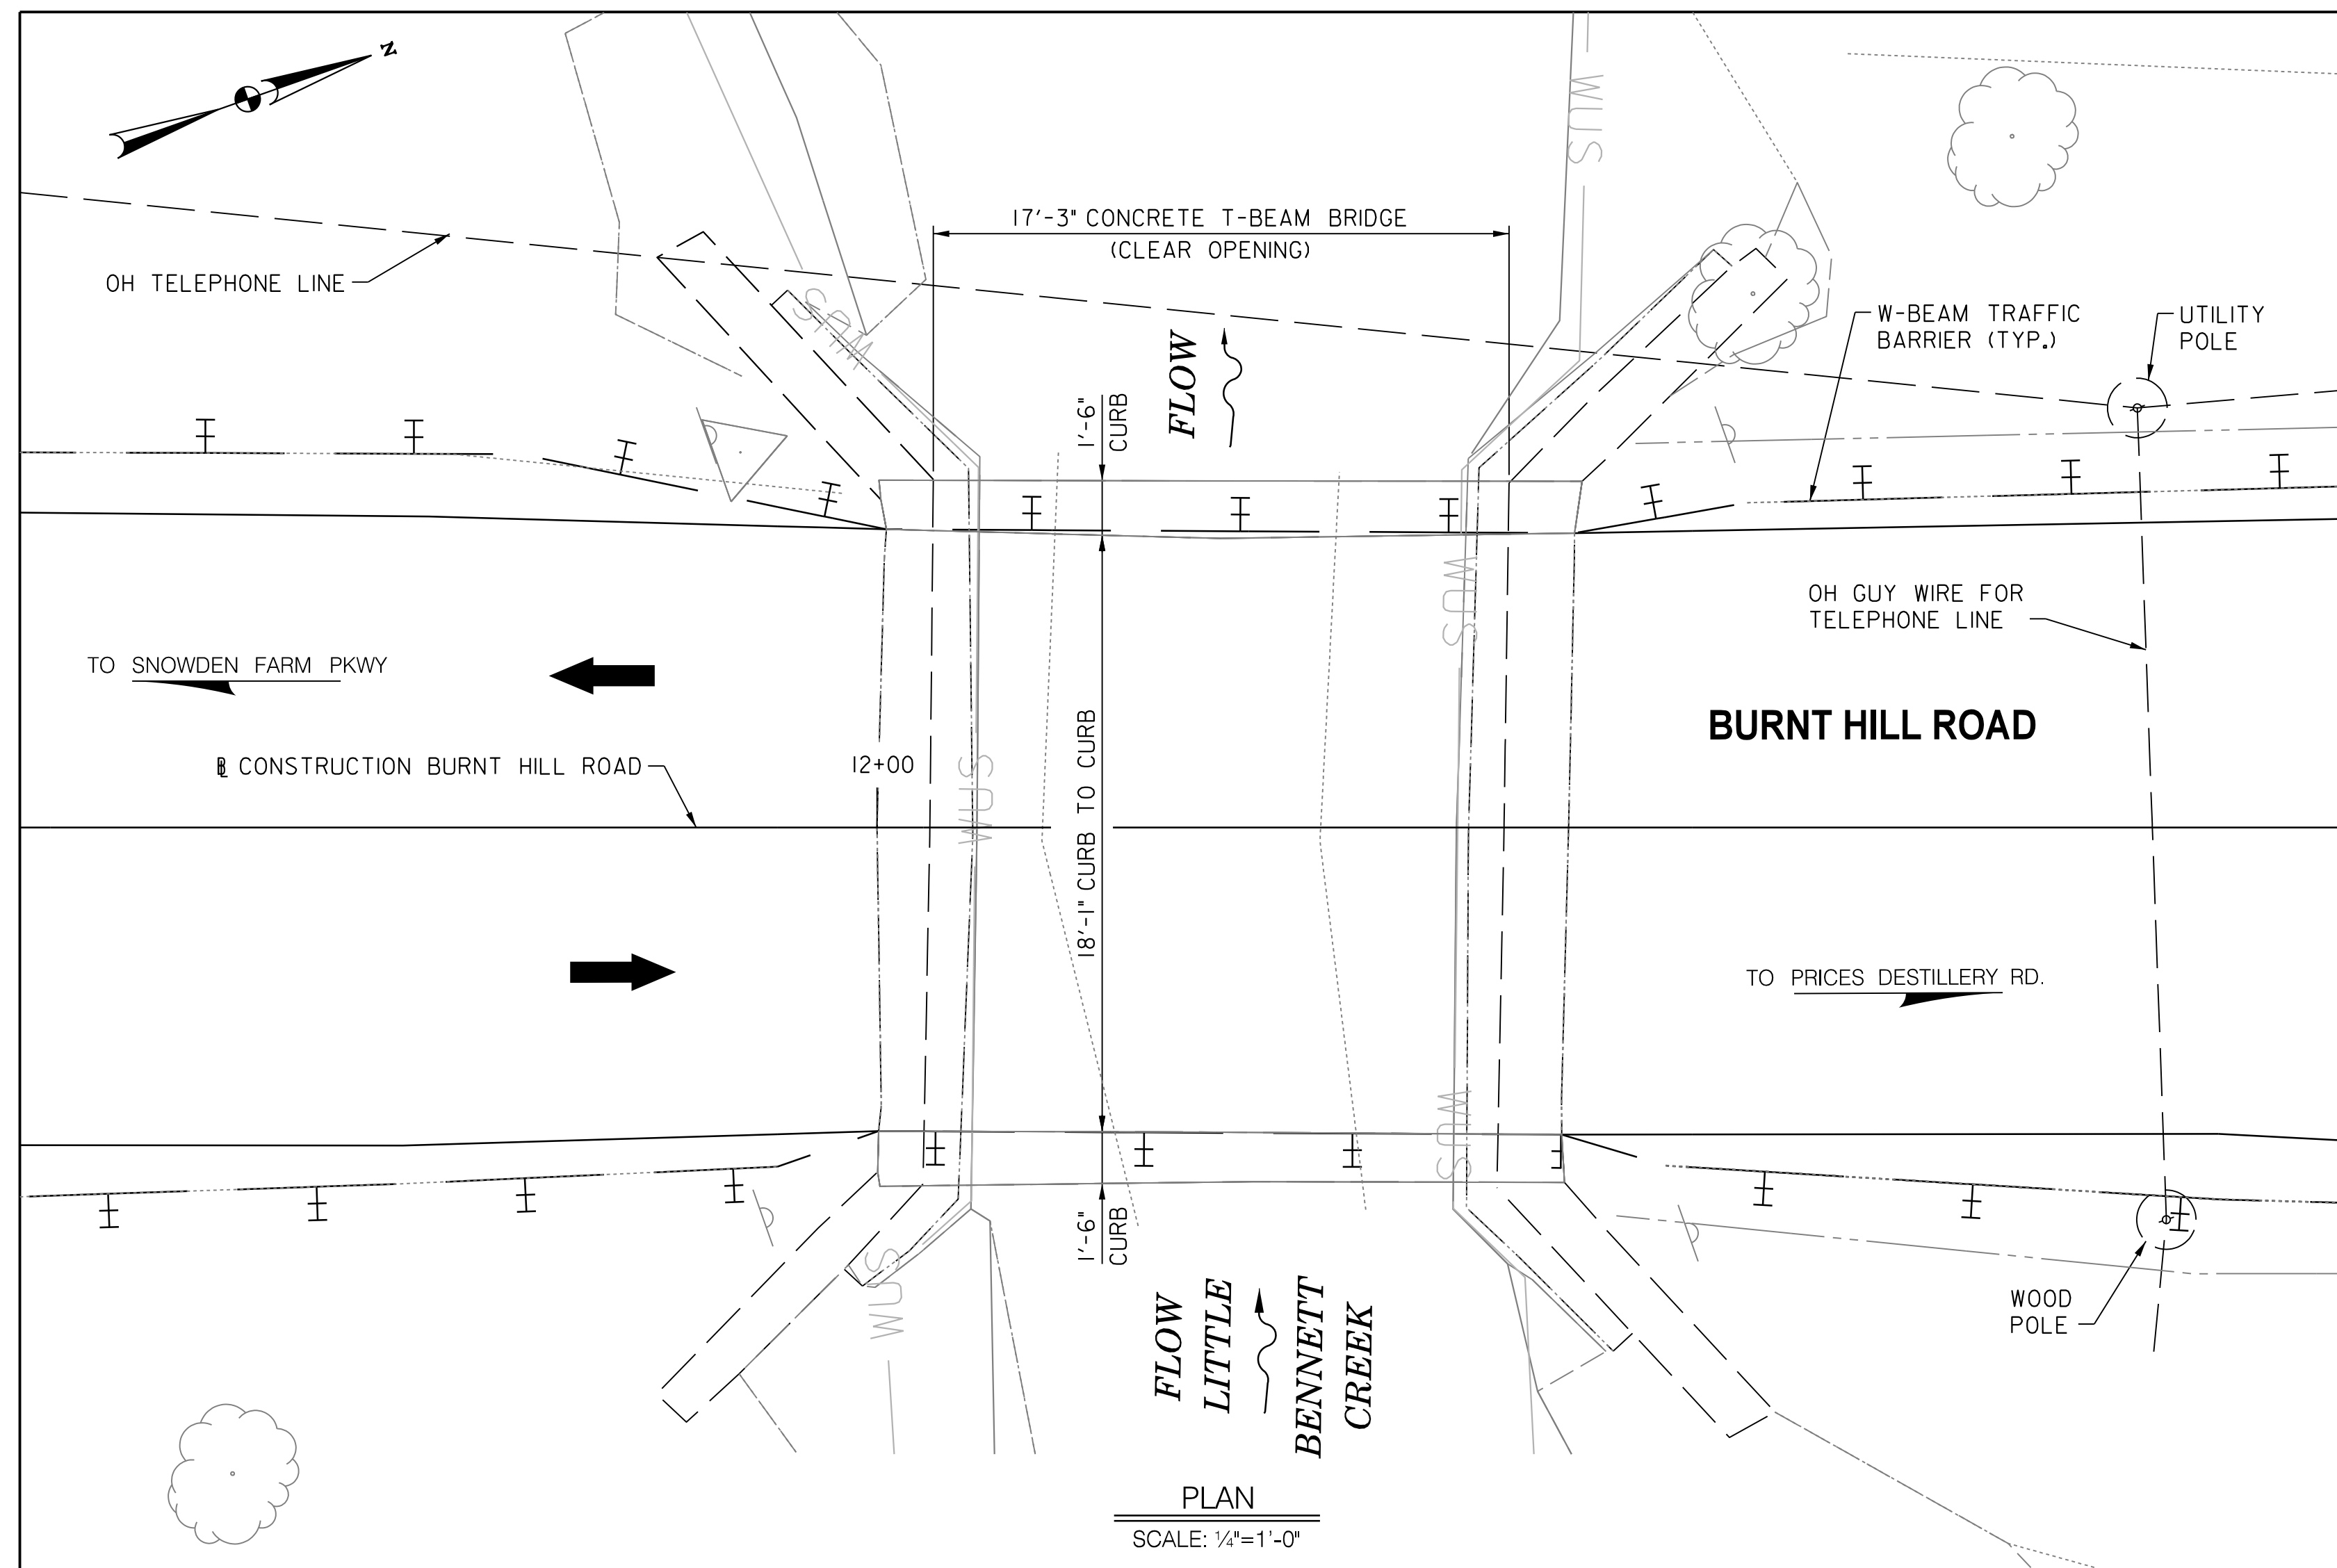 N
17'-3" CONCRETE T-BEAM BRIDGE
(CLEAR OPENING)
OH TELEPHONE LINE
WUS
WUS
FLOW
1'-6"
CURB
W-BEAM TRAFFIC
BARRIER (TYP.)
UTILITY
POLE
OH GUY WIRE FOR
TELEPHONE LINE
WUS
TO SNOWDEN FARM PKWY
BURNT HILL ROAD
℄ CONSTRUCTION BURNT HILL ROAD
12+00
WUS
18'-1" CURB TO CURB
TO PRICES DESTILLERY RD.
WUS
1'-6"
CURB
WUS
FLOW
LITTLE
BENNETT
CREEK
WOOD
POLE
PLAN
SCALE: ¼"=1'-0"